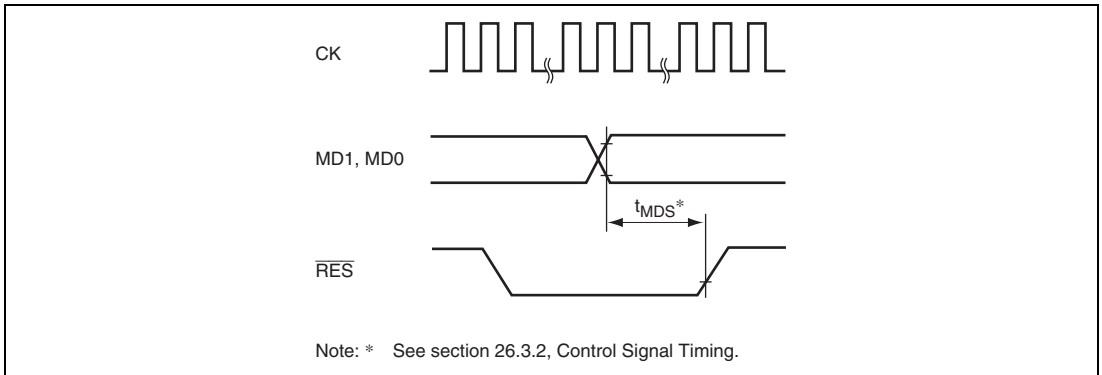 CK
MD1, MD0
tMDS*
RES
Note: * See section 26.3.2, Control Signal Timing.